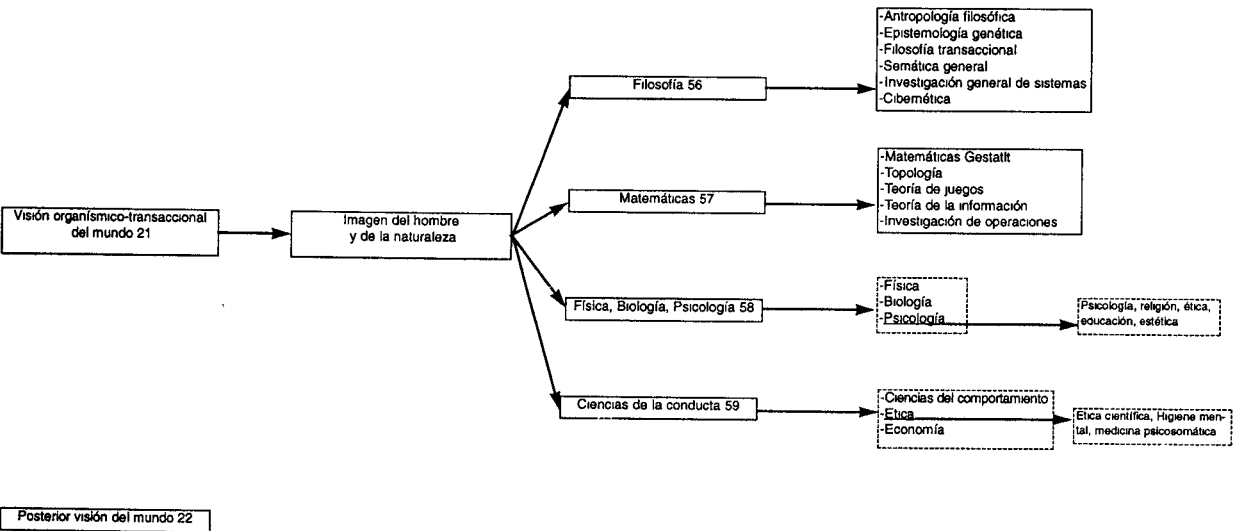 Visión organísmico-transaccional
del mundo 21
Imagen del hombre
y de la naturaleza
Filosofía 56
-Antropología filosófica
-Epistemología genética
-Filosofía transaccional
-Semática general
-Investigación general de sistemas
-Cibernética
Matemáticas 57
-Matemáticas Gestatlt
-Topología
-Teoría de juegos
-Teoría de la información
-Investigación de operaciones
Física, Biología, Psicología 58
-Física
-Biología
-Psicología
Psicología, religión, ética,
educación, estética
Ciencias de la conducta 59
-Ciencias del comportamiento
-Etica
-Economía
Etica científica, Higiene men-
tal, medicina psicosomática
Posterior visión del mundo 22